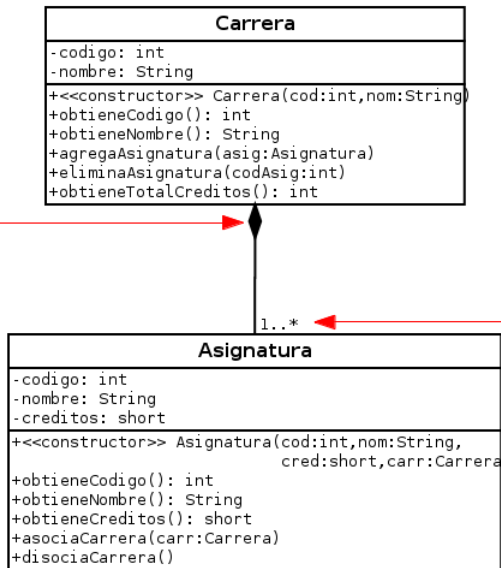 Carrera
-codigo: int
-nombre: String
+<<constructor>> Carrera(cod:int,nom:String)
+obtieneCodigo(): int
+obtieneNombre(): String
+agregaAsignatura(asig:Asignatura)
+eliminaAsignatura(codAsig:int)
+obtieneTotalCreditos(): int
1..*
Asignatura
-codigo: int
-nombre: String
-creditos: short
+<<constructor>> Asignatura(cod:int,nom:String,
cred:short,carr:Carrera
+obtieneCodigo(): int
+obtieneNombre(): String
+obtieneCreditos(): short
+asociaCarrera(carr:Carrera)
+disociaCarrera()